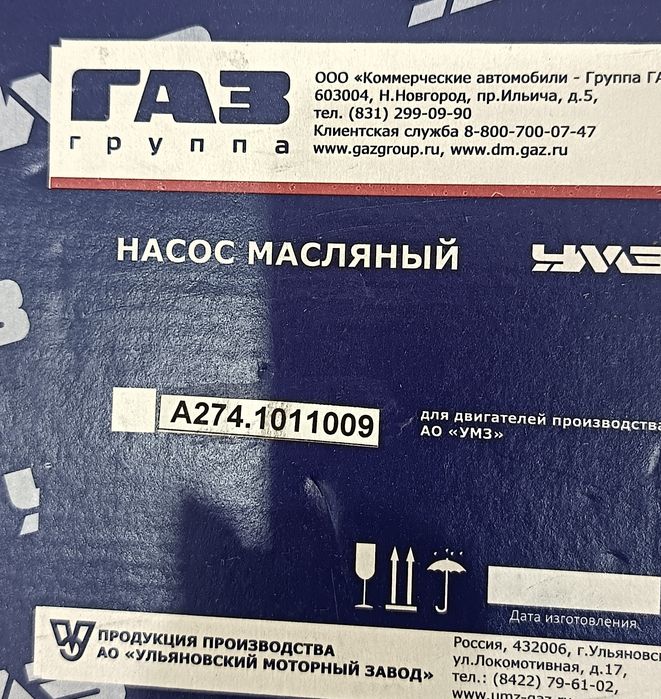 ГАЗ
группа
ООО «Коммерческие автомобили - Группа ГА
603004, Н.Новгород, пр.Ильича, д.5,
тел. (831) 299-09-90
Клиентская служба 8-800-700-07-47
www.gazgroup.ru, www.dm.gaz.ru
НАСОС МАСЛЯНЫЙ
УМЗ
А274.1011009
для двигателей производства
АО «УМЗ»
Дата изготовления
ПРОДУКЦИЯ ПРОИЗВОДСТВА
АО «УЛЬЯНОВСКИЙ МОТОРНЫЙ ЗАВОД»
Россия, 432006, г.Ульяновс
ул.Локомотивная, д.17,
тел.: (8422) 79-61-02,